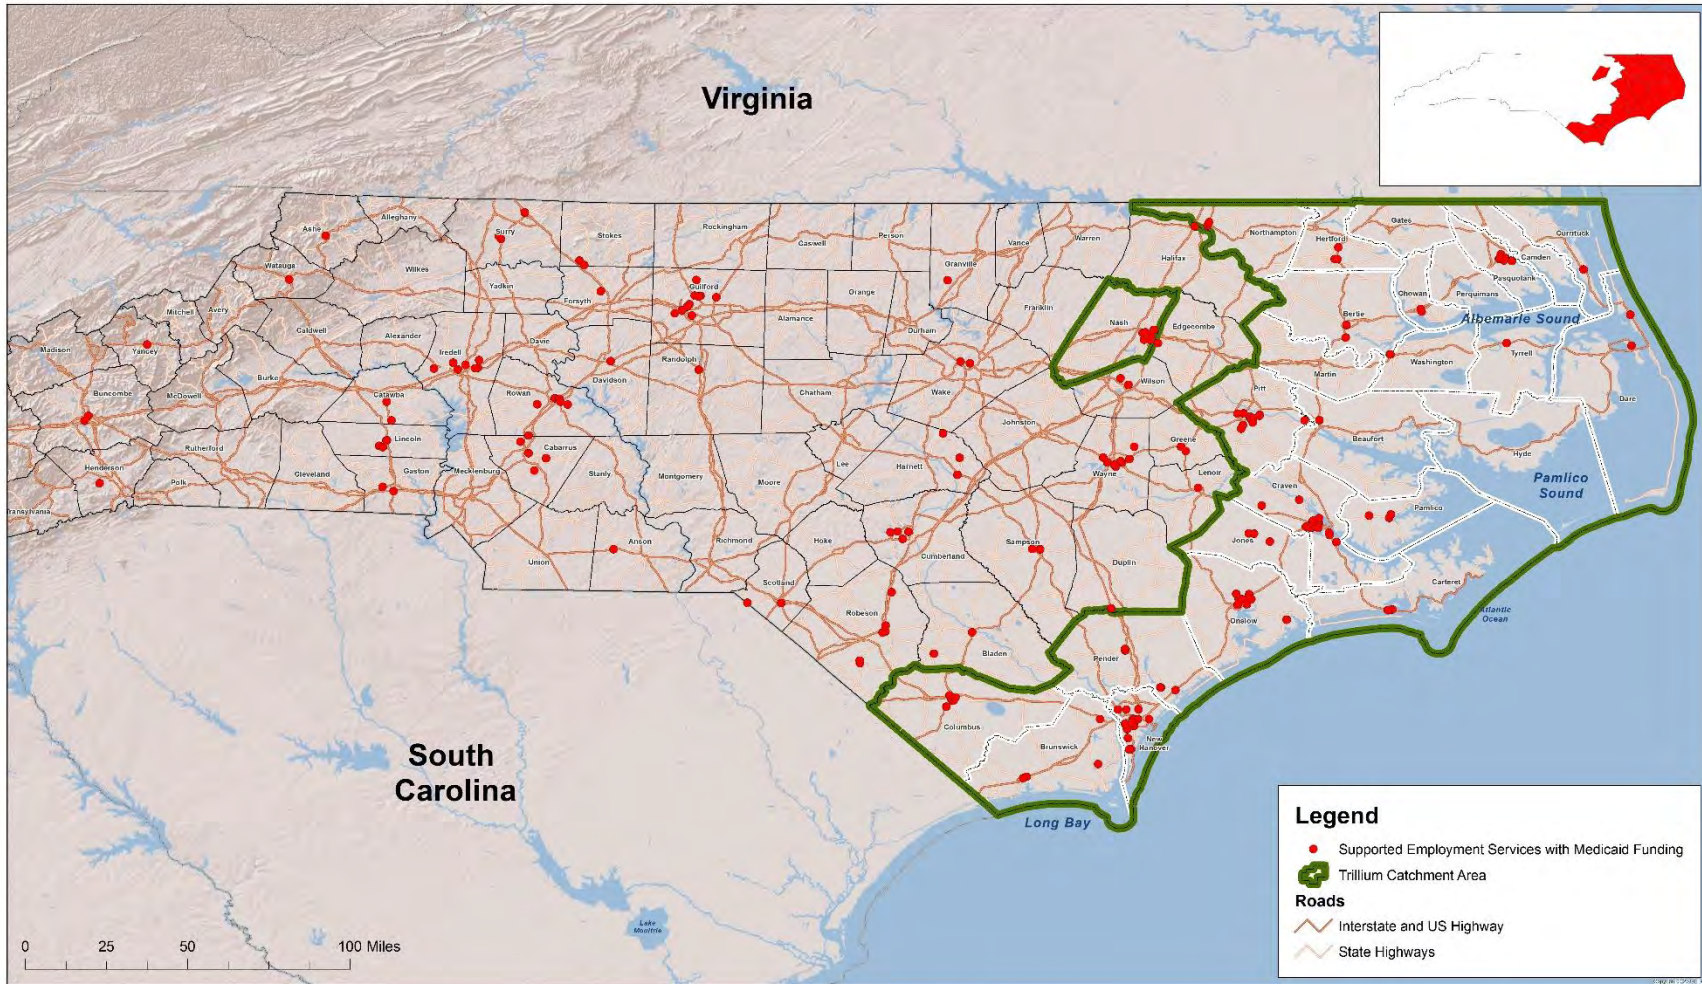 Virginia
Alleghany
Ashe
Surry
Stokes
Rockingham
Caswell
Person
Granville
Vance
Warren
Northampton
Hertford
Gates
Currituck
Camden
Pasquotank
Halifax
Watauga
Wilkes
Yadkin
Forsyth
Guilford
Orange
Franklin
Nash
Edgecombe
Bertie
Chowan
Perquimans
Albemarle Sound
Mitchell
Avery
Caldwell
Alexander
Alamance
Durham
Madison
Yancey
Iredell
Davie
Randolph
Washington
Tyrrell
Martin
Burke
Davidson
Wilson
Pitt
Buncombe
McDowell
Catawba
Rowan
Chatham
Wake
Dare
Johnston
Greene
Beaufort
Hyde
Rutherford
Lincoln
Cabarrus
Henderson
Polk
Cleveland
Gaston
Mecklenburg
Stanly
Montgomery
Moore
Lee
Harnett
Wayne
Lenoir
Craven
Pamlico
Sound
Pamlico
Transylvania
Union
Anson
Richmond
Hoke
Cumberland
Sampson
Duplin
Jones
Carteret
Scotland
Robeson
Bladen
Onslow
Atlantic
Ocean
Pender
Columbus
Brunswick
New
Hanover
South
Carolina
Long Bay
Lake
Moultrie
0 25 50 100 Miles
Legend
Supported Employment Services with Medicaid Funding
Trillium Catchment Area
Roads
Interstate and US Highway
State Highways